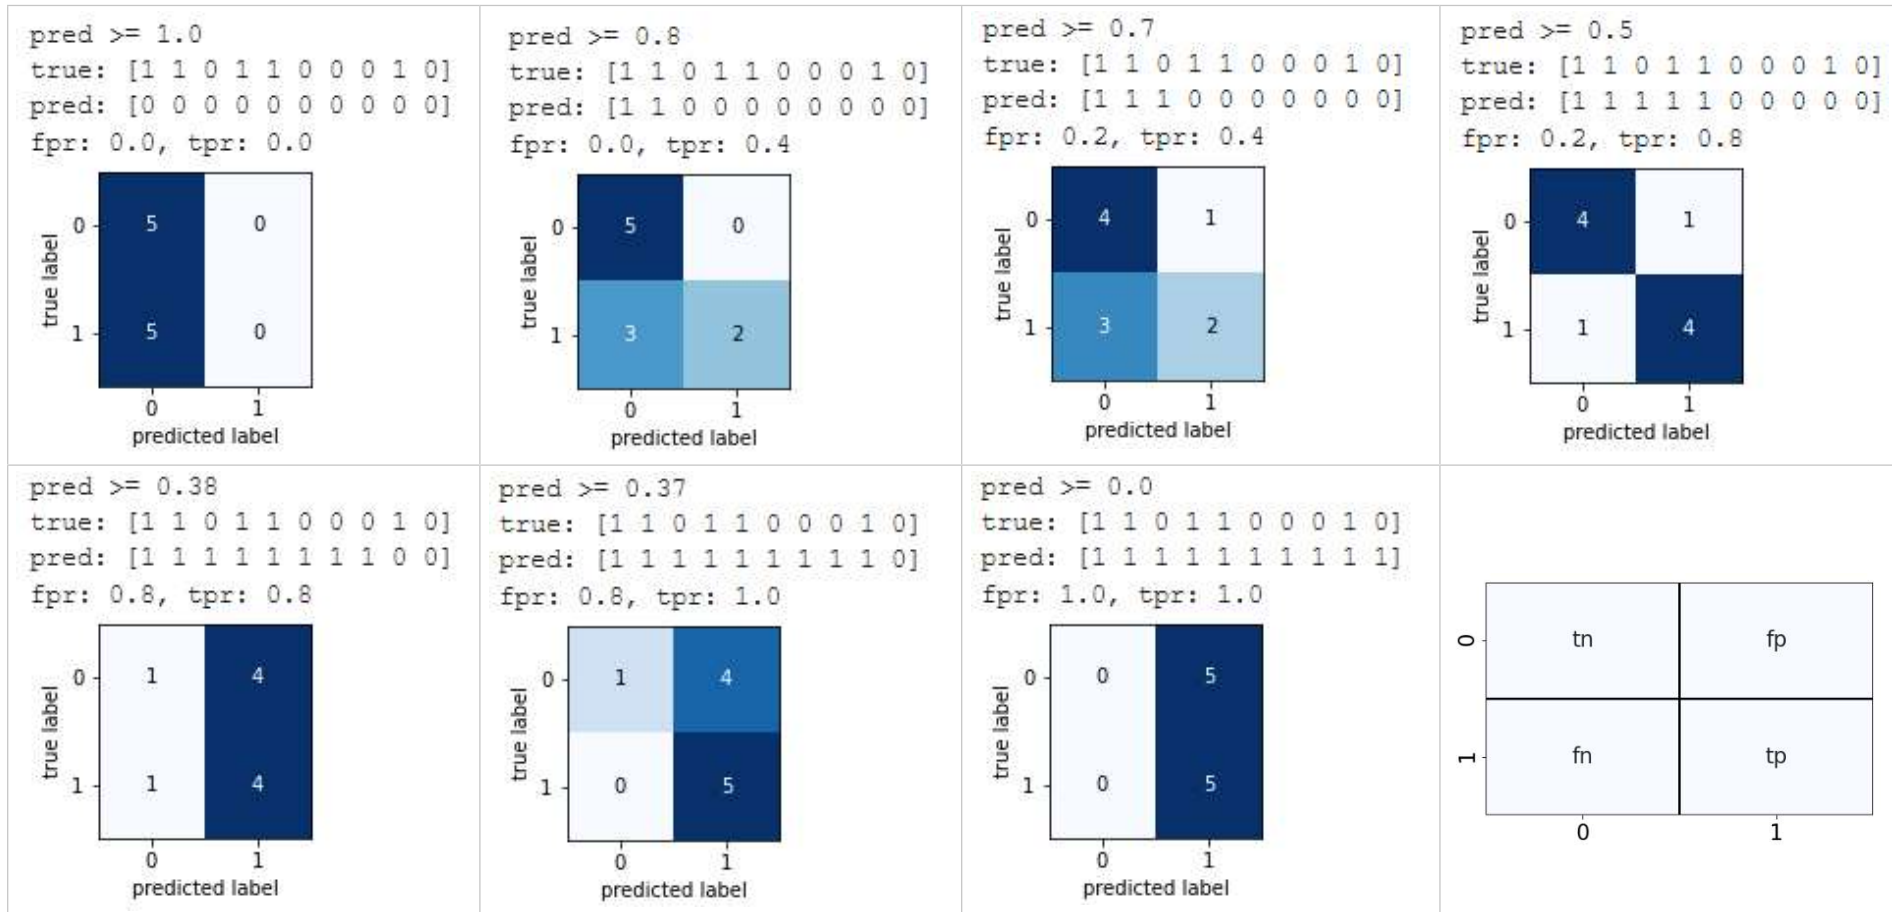 pred >= 1.0
true: [1 1 0 1 1 0 0 0 1 0]
pred: [0 0 0 0 0 0 0 0 0 0]
fpr: 0.0, tpr: 0.0
true label
0
5
0
1
5
0
0
1
predicted label
pred >= 0.8
true: [1 1 0 1 1 0 0 0 1 0]
pred: [1 1 0 0 0 0 0 0 0 0]
fpr: 0.0, tpr: 0.4
true label
0
5
0
1
3
2
0
1
predicted label
pred >= 0.7
true: [1 1 0 1 1 0 0 0 1 0]
pred: [1 1 1 0 0 0 0 0 0 0]
fpr: 0.2, tpr: 0.4
true label
0
4
1
1
3
2
0
1
predicted label
pred >= 0.5
true: [1 1 0 1 1 0 0 0 1 0]
pred: [1 1 1 1 1 0 0 0 0 0]
fpr: 0.2, tpr: 0.8
true label
0
4
1
1
1
4
0
1
predicted label
pred >= 0.38
true: [1 1 0 1 1 0 0 0 1 0]
pred: [1 1 1 1 1 1 1 1 0 0]
fpr: 0.8, tpr: 0.8
true label
0
1
4
1
1
4
0
1
predicted label
pred >= 0.37
true: [1 1 0 1 1 0 0 0 1 0]
pred: [1 1 1 1 1 1 1 1 1 0]
fpr: 0.8, tpr: 1.0
true label
0
1
4
1
0
5
0
1
predicted label
pred >= 0.0
true: [1 1 0 1 1 0 0 0 1 0]
pred: [1 1 1 1 1 1 1 1 1 1]
fpr: 1.0, tpr: 1.0
true label
0
0
5
1
0
5
0
1
predicted label
0
tn
fp
1
fn
tp
0
1